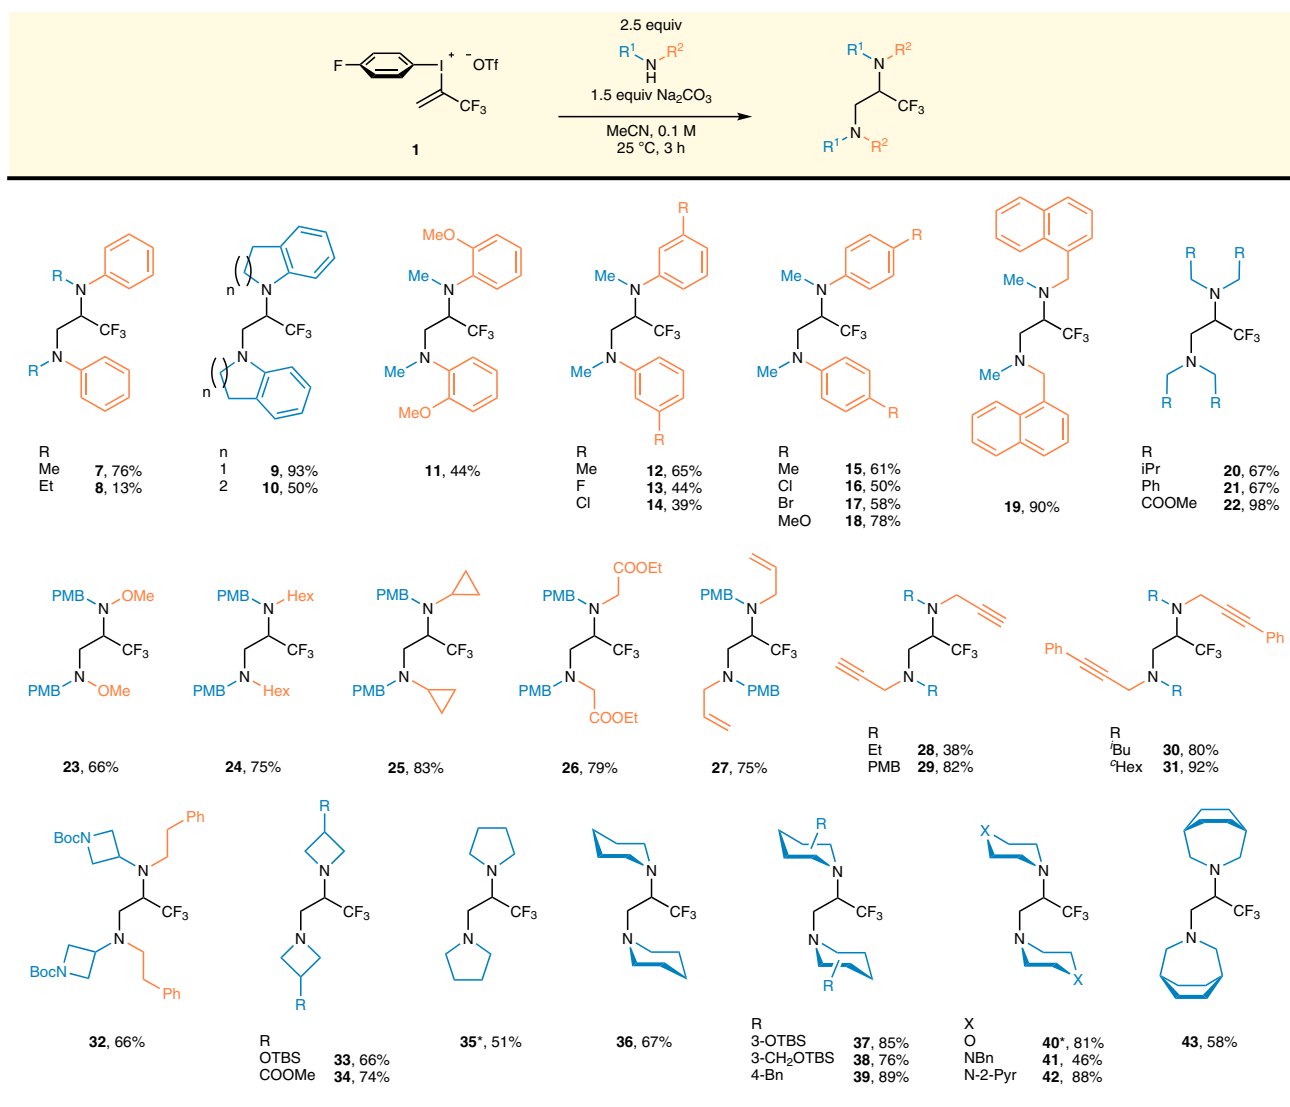 2.5 equiv
R1 R2
N
H
1.5 equiv Na2CO3
MeCN, 0.1 M
25 °C, 3 h
F I + −OTf
CF3
1
R1 R2
N
CF3
N
R1 R2
R N
CF3
R N
R
Me 7, 76%
Et 8, 13%
( ) n N
CF3
n ( ) N
n
1 9, 93%
2 10, 50%
MeO
Me N
CF3
Me N
MeO
11, 44%
R
Me N
CF3
Me N
R
R
Me 12, 65%
F 13, 44%
Cl 14, 39%
R
Me N
CF3
Me N
R
R
Me 15, 61%
Cl 16, 50%
Br 17, 58%
MeO 18, 78%
Me N
CF3
Me N
19, 90%
R R
N
CF3
N
R R
R
iPr 20, 67%
Ph 21, 67%
COOMe 22, 98%
PMB N OMe
CF3
PMB N OMe
23, 66%
PMB N Hex
CF3
PMB N Hex
24, 75%
PMB N
CF3
PMB N
25, 83%
COOEt
PMB N
CF3
PMB N
COOEt
26, 79%
PMB N
CF3
N PMB
27, 75%
R N
CF3
N R
R
Et 28, 38%
PMB 29, 82%
R N
Ph
Ph CF3
N R
R
iBu 30, 80%
cHex 31, 92%
Ph
BocN N
CF3
N
BocN Ph
32, 66%
R
N
CF3
N
R
R
OTBS 33, 66%
COOMe 34, 74%
N
CF3
N
35*, 51%
N
CF3
N
36, 67%
R
N
CF3
N
R
R
3-OTBS 37, 85%
3-CH2OTBS 38, 76%
4-Bn 39, 89%
X
N
CF3
N
X
X
O 40*, 81%
NBn 41, 46%
N-2-Pyr 42, 88%
N
CF3
N
43, 58%